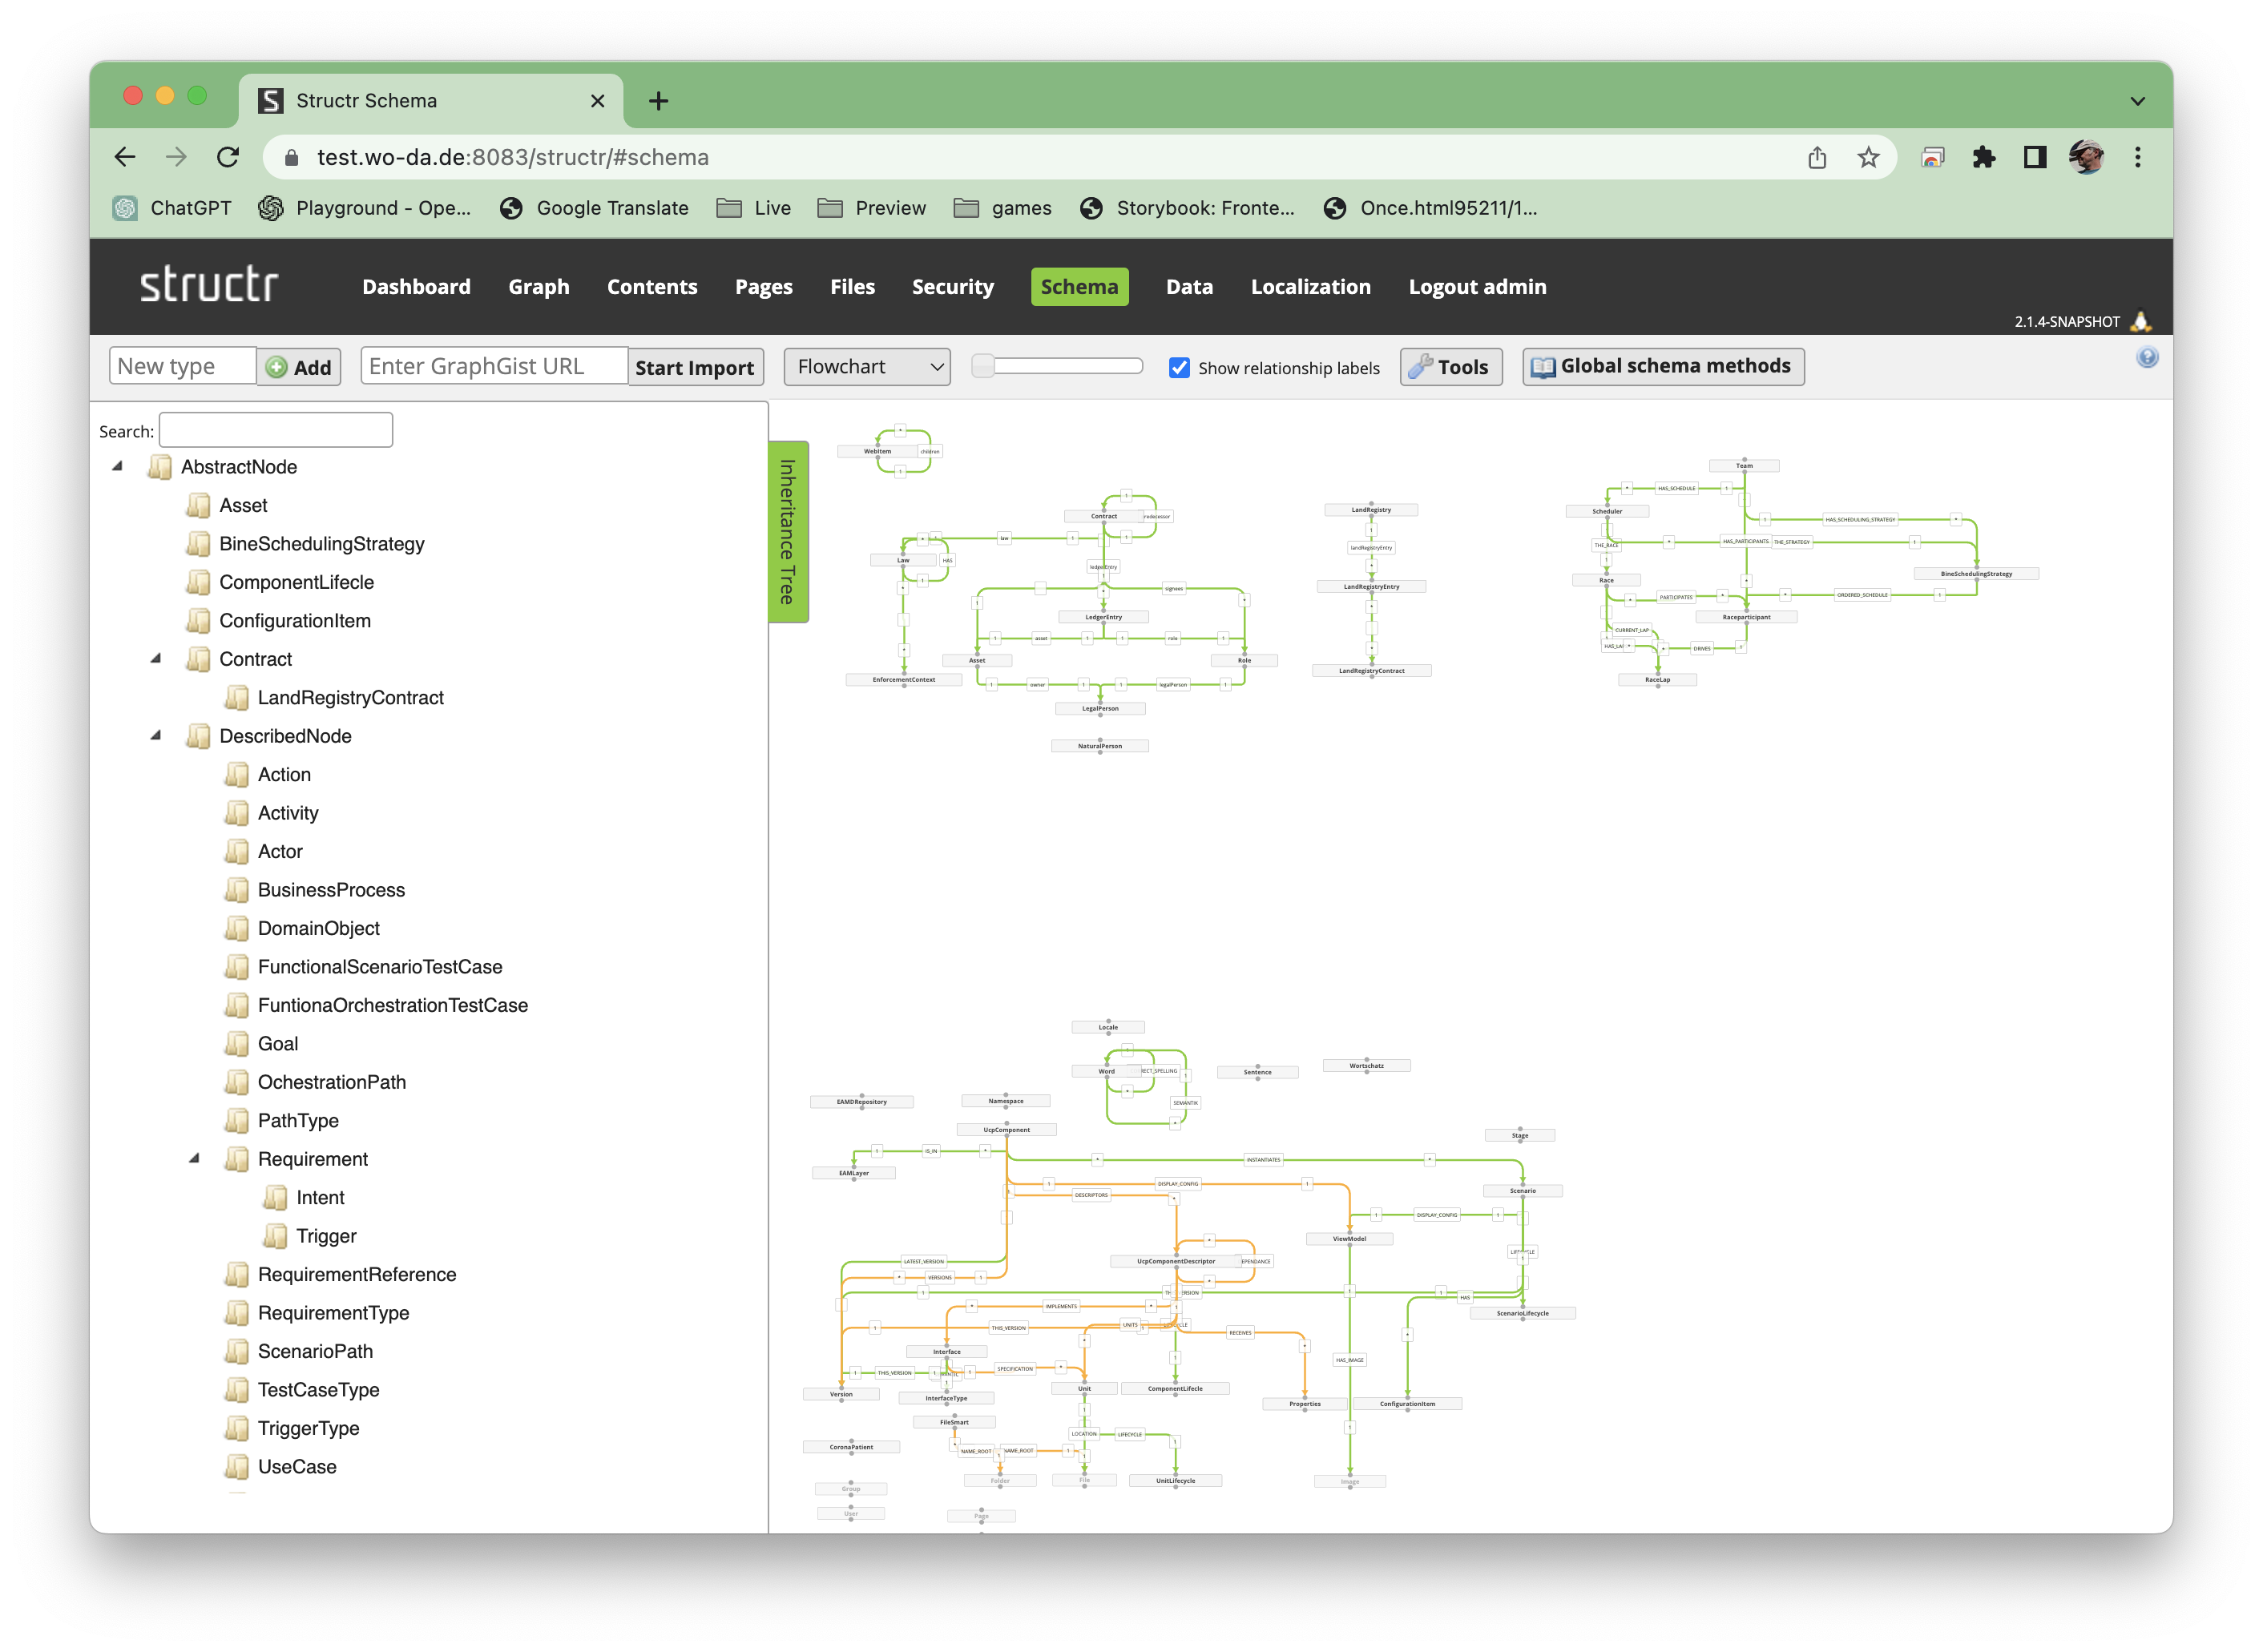 Structr Schema
test.wo-da.de:8083/structr/#schema
ChatGPT
Playground - Ope...
Google Translate
Live
Preview
games
Storybook: Fronte...
Once.html95211/1...
structr
Dashboard
Graph
Contents
Pages
Files
Security
Schema
Data
Localization
Logout admin
2.1.4-SNAPSHOT
New type
Add
Enter GraphGist URL
Start Import
Flowchart
Show relationship labels
Tools
Global schema methods
Search:
AbstractNode
Asset
BineSchedulingStrategy
ComponentLifecle
ConfigurationItem
Contract
LandRegistryContract
DescribedNode
Action
Activity
Actor
BusinessProcess
DomainObject
FunctionalScenarioTestCase
FuntionaOrchestrationTestCase
Goal
OchestrationPath
PathType
Requirement
Intent
Trigger
RequirementReference
RequirementType
ScenarioPath
TestCaseType
TriggerType
UseCase
Inheritance Tree
WebItem
children
Contract
redecessor
law
Law
HAS
signees
LedgerEntry
asset
role
Asset
Role
EnforcementContext
owner
legalPerson
LegalPerson
NaturalPerson
LandRegistry
landRegistryEntry
LandRegistryEntry
LandRegistryContract
Team
HAS_SCHEDULE
Scheduler
HAS_SCHEDULING_STRATEGY
THE_RACE
HAS_PARTICIPANTS
THE_STRATEGY
BineSchedulingStrategy
Race
PARTICIPATES
ORDERED_SCHEDULE
Raceparticipant
CURRENT_LAP
DRIVES
RaceLap
Locale
Word
RECT_SPELLING
SEMANTIK
Sentence
Wortschatz
EAMDRepository
Namespace
UcpComponent
Stage
IS_IN
INSTANTIATES
EAMLayer
DISPLAY_CONFIG
DESCRIPTORS
Scenario
DISPLAY_CONFIG
ViewModel
LATEST_VERSION
UcpComponentDescriptor
EPENDANCE
VERSIONS
HAS
IMPLEMENTS
ScenarioLifecycle
THIS_VERSION
UNITS
RECEIVES
Interface
HAS_IMAGE
THIS_VERSION
SPECIFICATION
Version
InterfaceType
Unit
ComponentLifecle
Properties
ConfigurationItem
FileSmart
LOCATION
LIFECYCLE
CoronaPatient
NAME_ROOT
NAME_ROOT
Folder
File
UnitLifecycle
Image
Group
User
Page